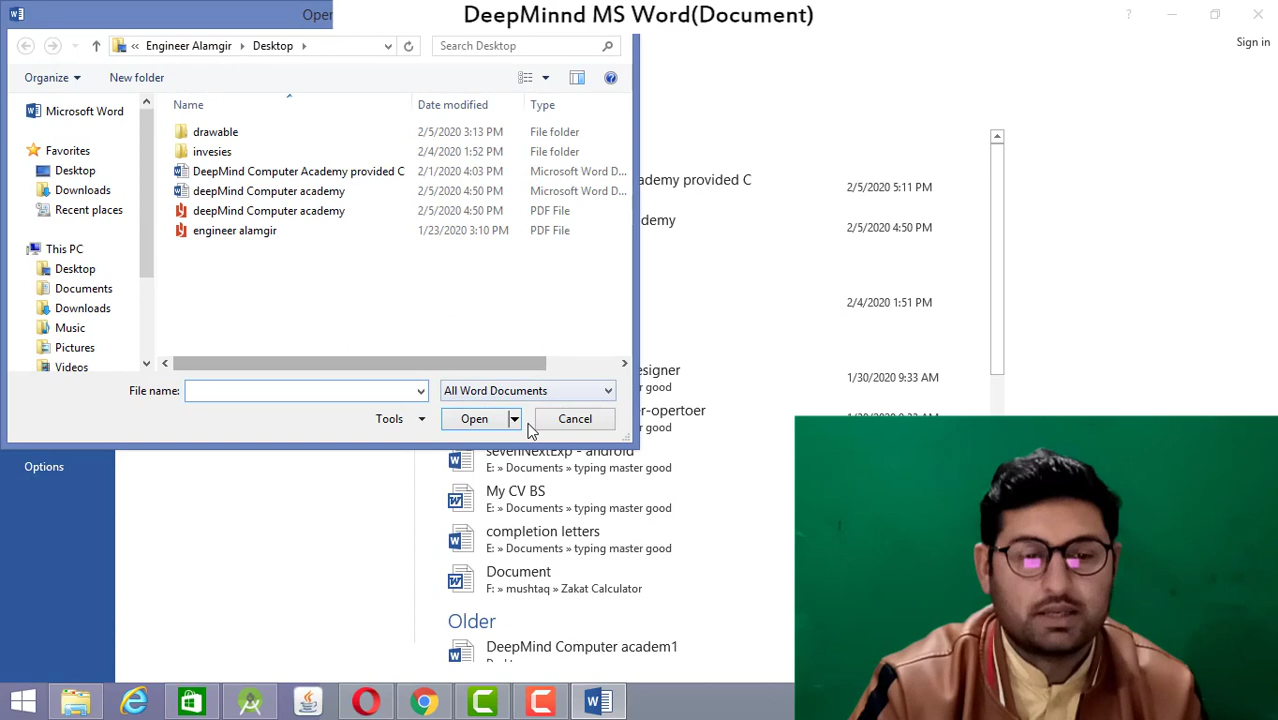 Open
DeepMinnd MS Word(Document)
?
Sign in
« Engineer Alamgir Desktop
Search Desktop
Organize New folder
Name Date modified Type
Microsoft Word
Favorites
Desktop
Downloads
Recent places
This PC
Desktop
Documents
Downloads
Music
Pictures
Videos
drawable 2/5/2020 3:13 PM File folder
invesies 2/4/2020 1:52 PM File folder
DeepMind Computer Academy provided C 2/1/2020 4:03 PM Microsoft Word D...
deepMind Computer academy 2/5/2020 4:50 PM Microsoft Word D...
deepMind Computer academy 2/5/2020 4:50 PM PDF File
engineer alamgir 1/23/2020 3:10 PM PDF File
File name: All Word Documents
Tools Open Cancel
ademy provided C 2/5/2020 5:11 PM
demy 2/5/2020 4:50 PM
2/4/2020 1:51 PM
esigner 1/30/2020 9:33 AM
er good
r-opertoer
er good
Options
sevenNextExp - android
E: » Documents » typing master good
My CV BS
E: » Documents » typing master good
completion letters
E: » Documents » typing master good
Document
F: » mushtaq » Zakat Calculator
Older
DeepMind Computer academ1